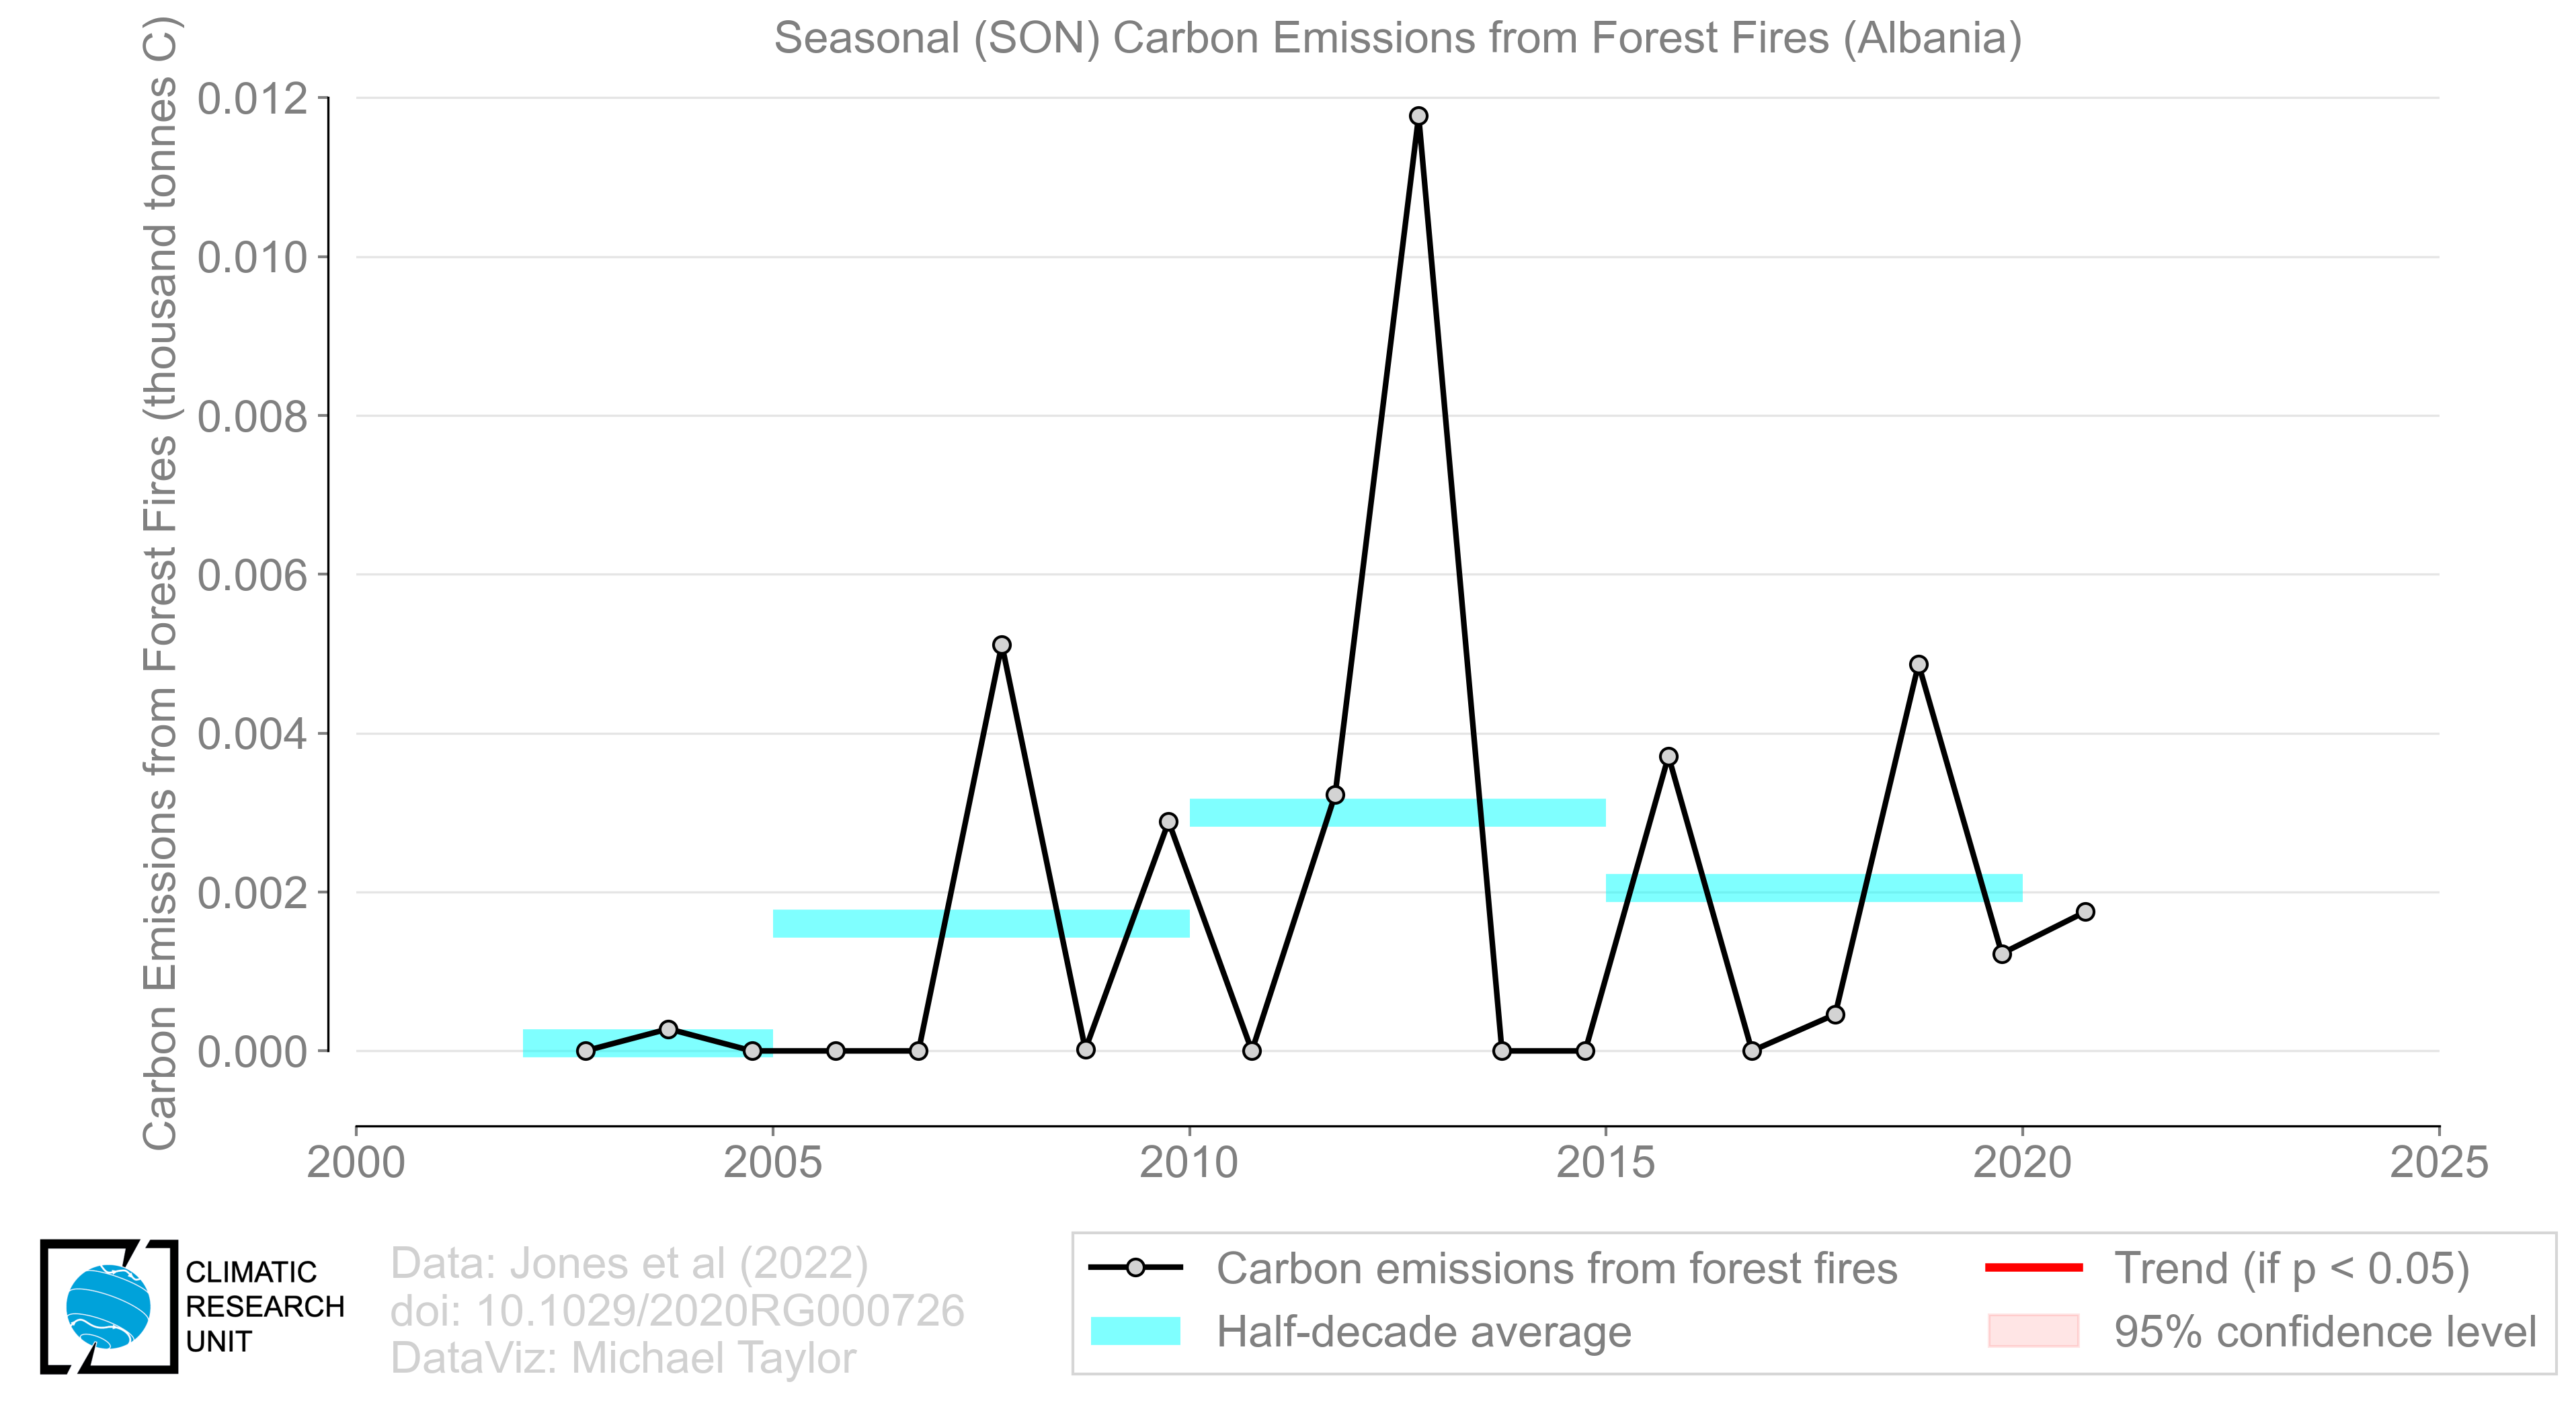 Seasonal (SON) Carbon Emissions from Forest Fires (Albania)
Carbon Emissions from Forest Fires (thousand tonnes C)
0.012
0.010
0.008
0.006
0.004
0.002
0.000
2000 2005 2010 2015 2020 2025
CLIMATIC
RESEARCH
UNIT
Data: Jones et al (2022)
doi: 10.1029/2020RG000726
DataViz: Michael Taylor
Carbon emissions from forest fires
Half-decade average
Trend (if p < 0.05)
95% confidence level